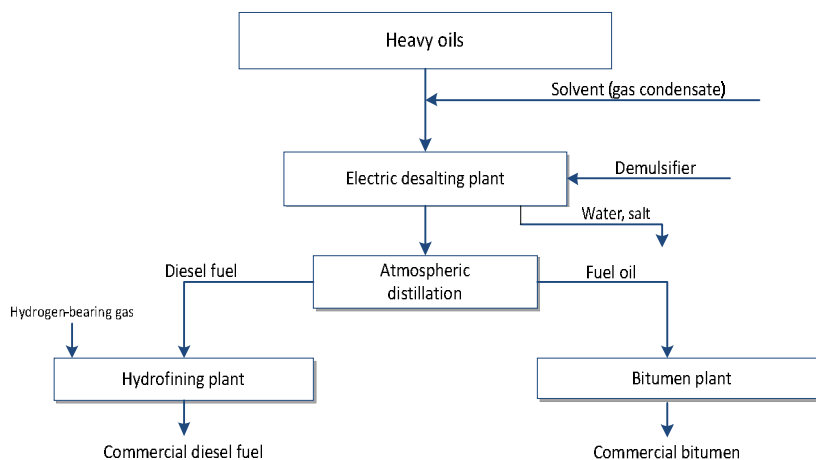 Heavy oils
Solvent (gas condensate)
Electric desalting plant
Demulsifier
Water, salt
Diesel fuel
Atmospheric
distillation
Fuel oil
Hydrogen-bearing gas
Hydrofining plant
Bitumen plant
Commercial diesel fuel
Commercial bitumen